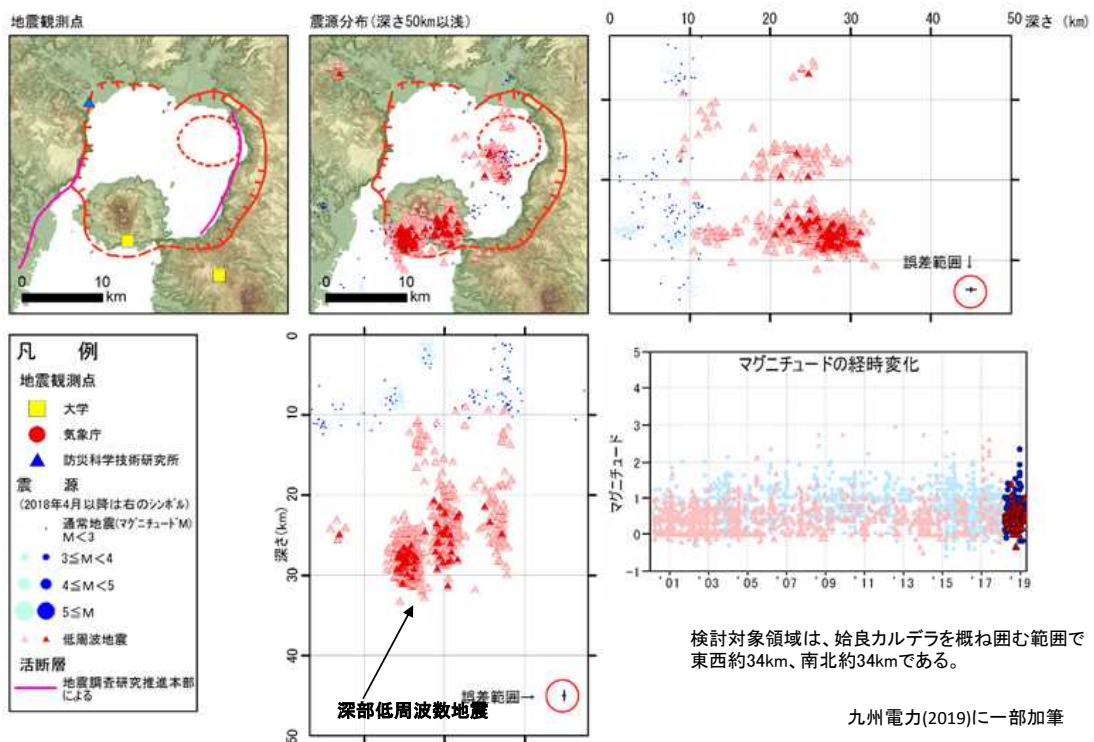 地震観測点
0
10
km
震源分布(深さ50km以浅)
0
10
km
0
10
20
30
40
50
深さ (km)
誤差範囲↓
凡 例
地震観測点
大学
気象庁
防災科学技術研究所
震 源
(2018年4月以降は右のシンボル)
通常地震(マグニチュードM)
M<3
3≦M<4
4≦M<5
5≦M
低周波地震
活断層
地震調査研究推進本部
による
0
10
20
30
40
50
深さ(km)
誤差範囲→
深部低周波数地震
マグニチュードの経時変化
マグニチュード
5
4
3
2
1
0
-1
'01
'03
'05
'07
'09
'11
'13
'15
'17
'19
検討対象領域は、姶良カルデラを概ね囲む範囲で
東西約34km、南北約34kmである。
九州電力(2019)に一部加筆